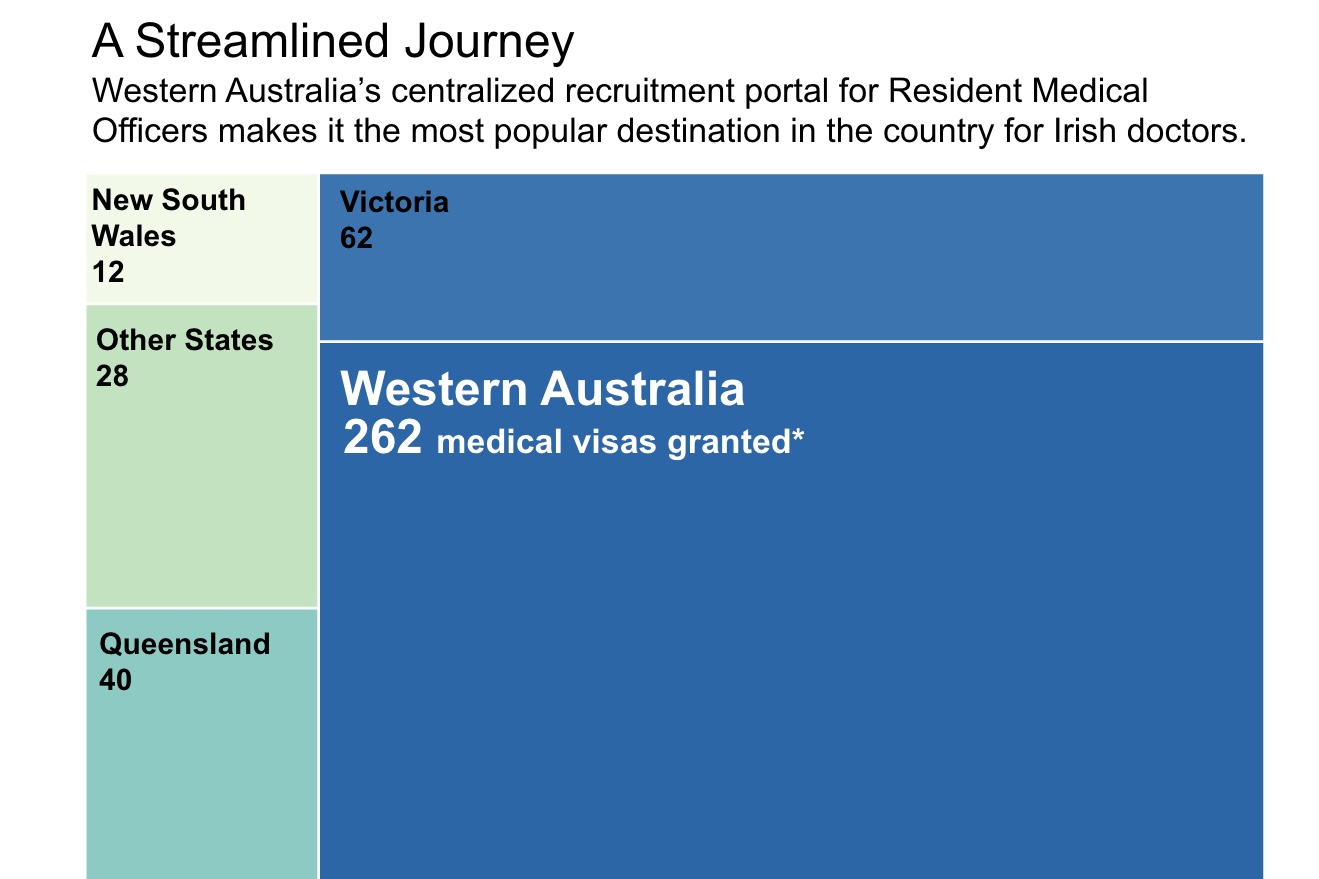 A Streamlined Journey
Western Australia’s centralized recruitment portal for Resident Medical
Officers makes it the most popular destination in the country for Irish doctors.
New South
Wales
12
Victoria
62
Other States
28
Western Australia
262 medical visas granted*
Queensland
40